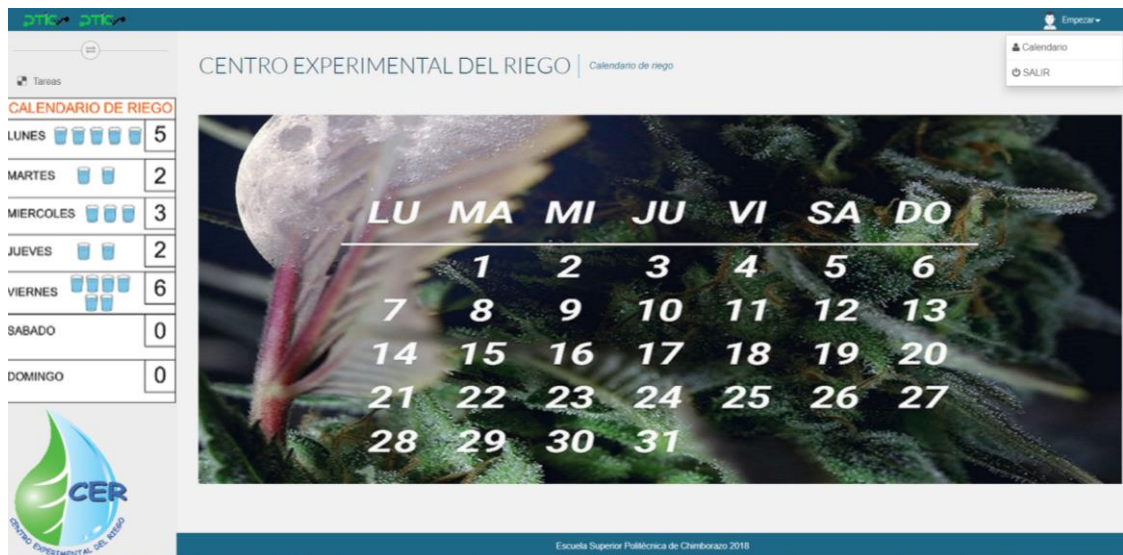 DTIC DTIC
Empezar
Calendario
SALIR
Tareas
CENTRO EXPERIMENTAL DEL RIEGO
Calendario de riego
CALENDARIO DE RIEGO
LUNES 5
MARTES 2
MIERCOLES 3
JUEVES 2
VIERNES 6
SABADO 0
DOMINGO 0
LU MA MI JU VI SA DO
1 2 3 4 5 6
7 8 9 10 11 12 13
14 15 16 17 18 19 20
21 22 23 24 25 26 27
28 29 30 31
CER
CENTRO EXPERIMENTAL DEL RIEGO
Escuela Superior Politécnica de Chimborazo 2018